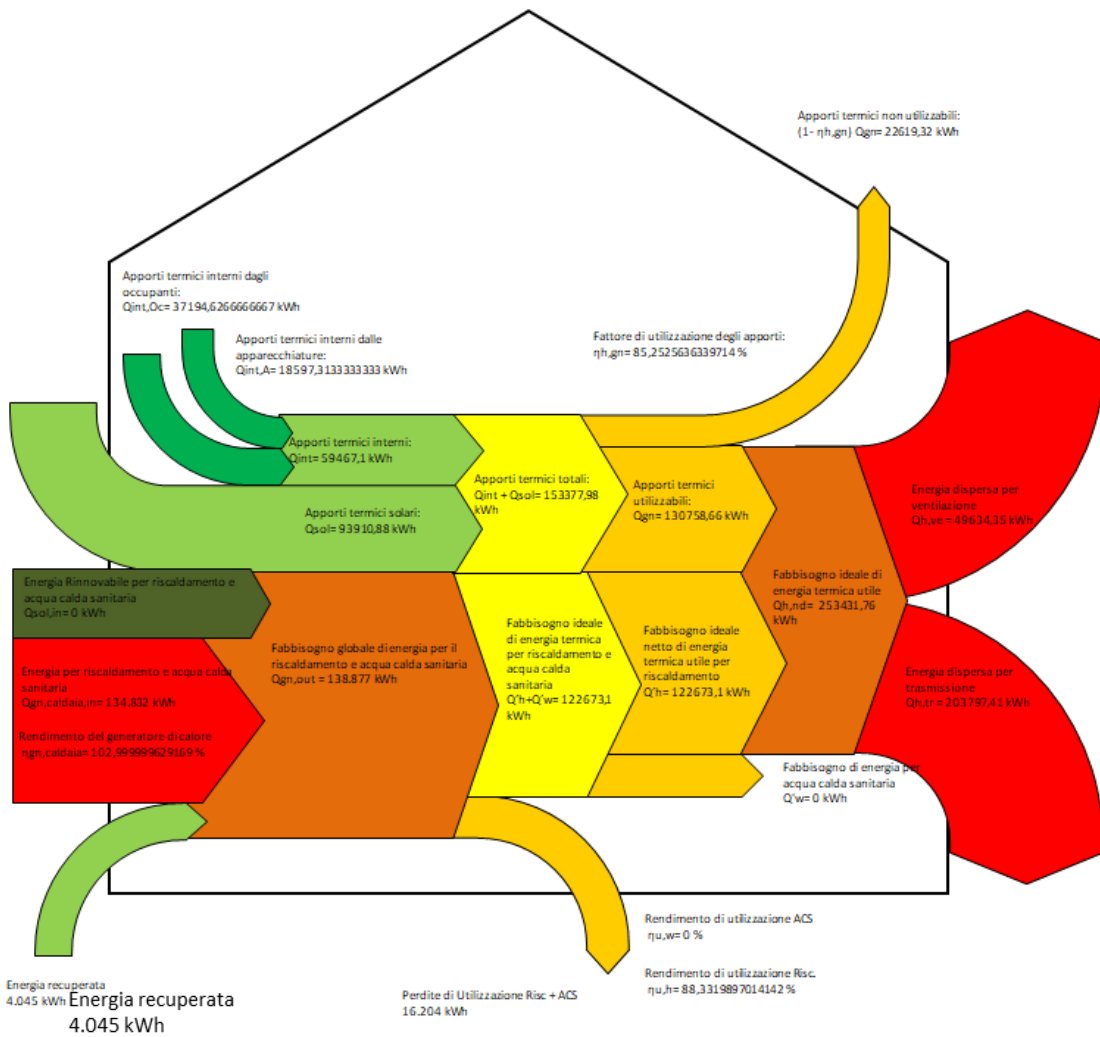 Apporti termici non utilizzabili:
(1- ηh,gn) Qgn= 22619,32 kWh
Apporti termici interni dagli
occupanti:
Qint,Oc= 37194,6266666667 kWh
Apporti termici interni dalle
apparecchiature:
Qint,A= 18597,3133333333 kWh
Fattore di utilizzazione degli apporti:
ηh,gn= 85,2525636339714 %
Apporti termici interni:
Qint= 59467,1 kWh
Apporti termici totali:
Qint + Qsol= 153377,98
kWh
Apporti termici
utilizzabili:
Qgn= 130758,66 kWh
Energia dispersa per
ventilazione
Qh,ve = 49634,35 kWh
Apporti termici solari:
Qsol= 93910,88 kWh
Energia Rinnovabile per riscaldamento e
acqua calda sanitaria
Qsol,in= 0 kWh
Fabbisogno ideale di
energia termica utile
Qh,nd= 253431,76
kWh
Energia per riscaldamento e acqua calda
sanitaria
Qgn,caldaia,in= 134.832 kWh
Rendimento del generatore di calore
ηgn,caldaia= 102,999999629169 %
Fabbisogno globale di energia per il
riscaldamento e acqua calda sanitaria
Qgn,out = 138.877 kWh
Fabbisogno ideale
di energia termica
per riscaldamento e
acqua calda
sanitaria
Q'h+Q'w= 122673,1
kWh
Fabbisogno ideale
netto di energia
termica utile per
riscaldamento
Q'h= 122673,1 kWh
Energia dispersa per
trasmissione
Qh,tr = 203797,41 kWh
Fabbisogno di energia per
acqua calda sanitaria
Q'w= 0 kWh
Rendimento di utilizzazione ACS
ηu,w= 0 %
Rendimento di utilizzazione Risc.
ηu,h= 88,3319897014142 %
Perdite di Utilizzazione Risc + ACS
16.204 kWh
Energia recuperata
4.045 kWh
Energia recuperata
4.045 kWh